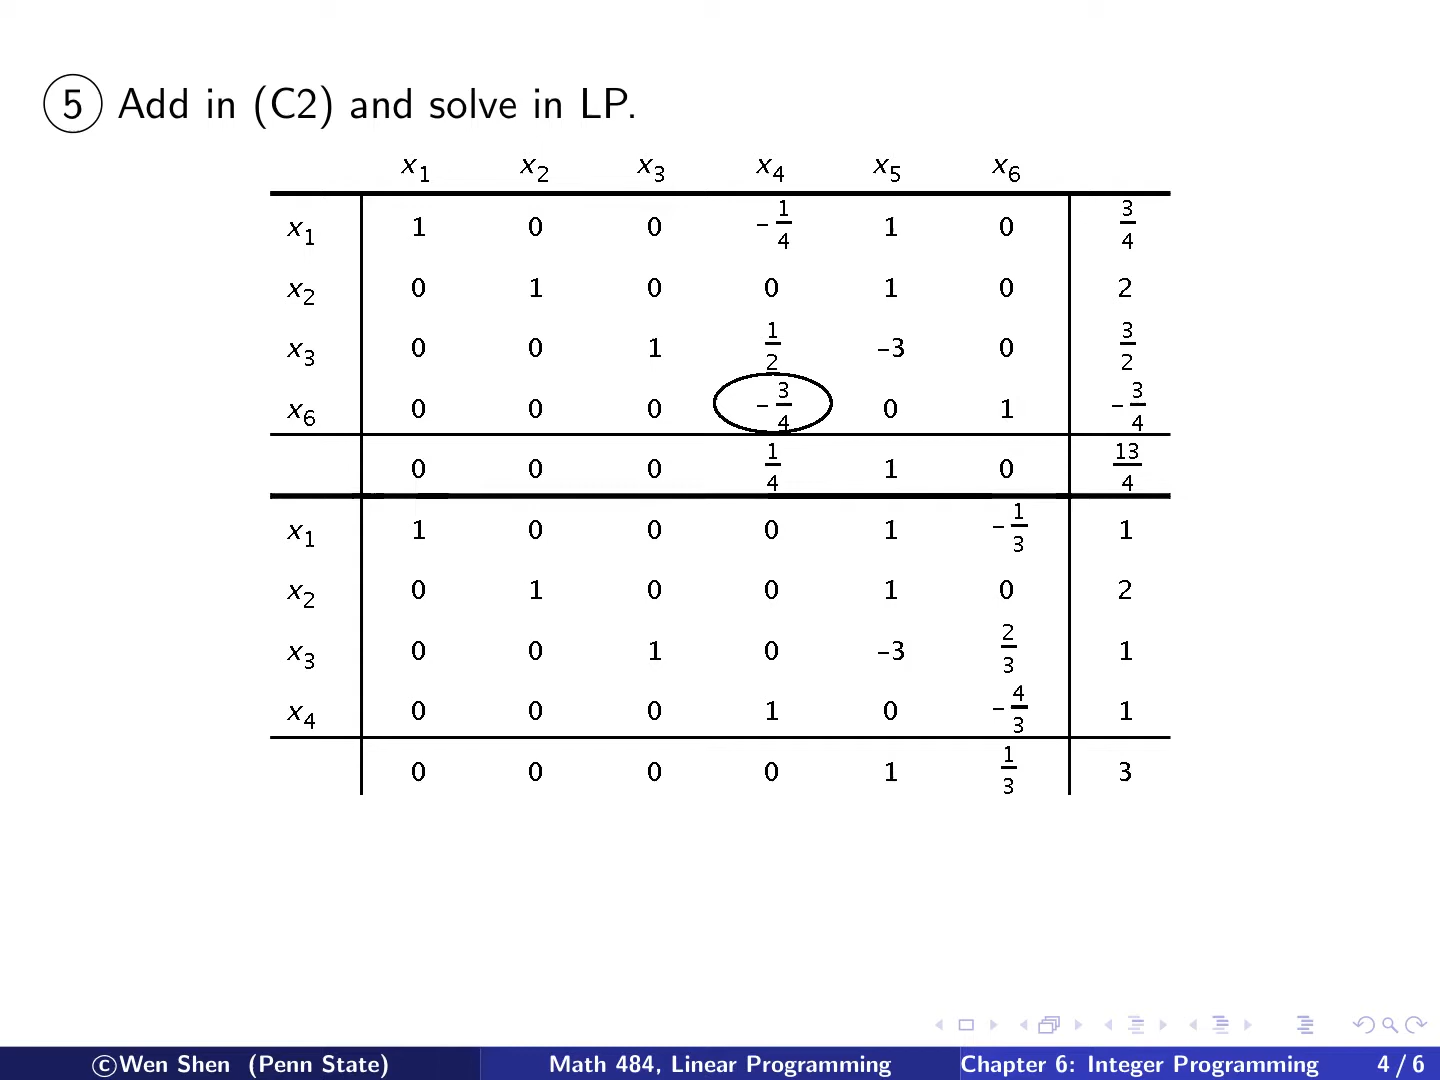 5 Add in (C2) and solve in LP.
x1 x2 x3 x4 x5 x6
x1 1 0 0 -1/4 1 0 3/4
x2 0 1 0 0 1 0 2
x3 0 0 1 1/2 -3 0 3/2
x6 0 0 0 -3/4 0 1 -3/4
0 0 0 1/4 1 0 13/4
x1 1 0 0 0 1 -1/3 1
x2 0 1 0 0 1 0 2
x3 0 0 1 0 -3 2/3 1
x4 0 0 0 1 0 -4/3 1
0 0 0 0 1 1/3 3
©Wen Shen (Penn State) Math 484, Linear Programming Chapter 6: Integer Programming 4 / 6